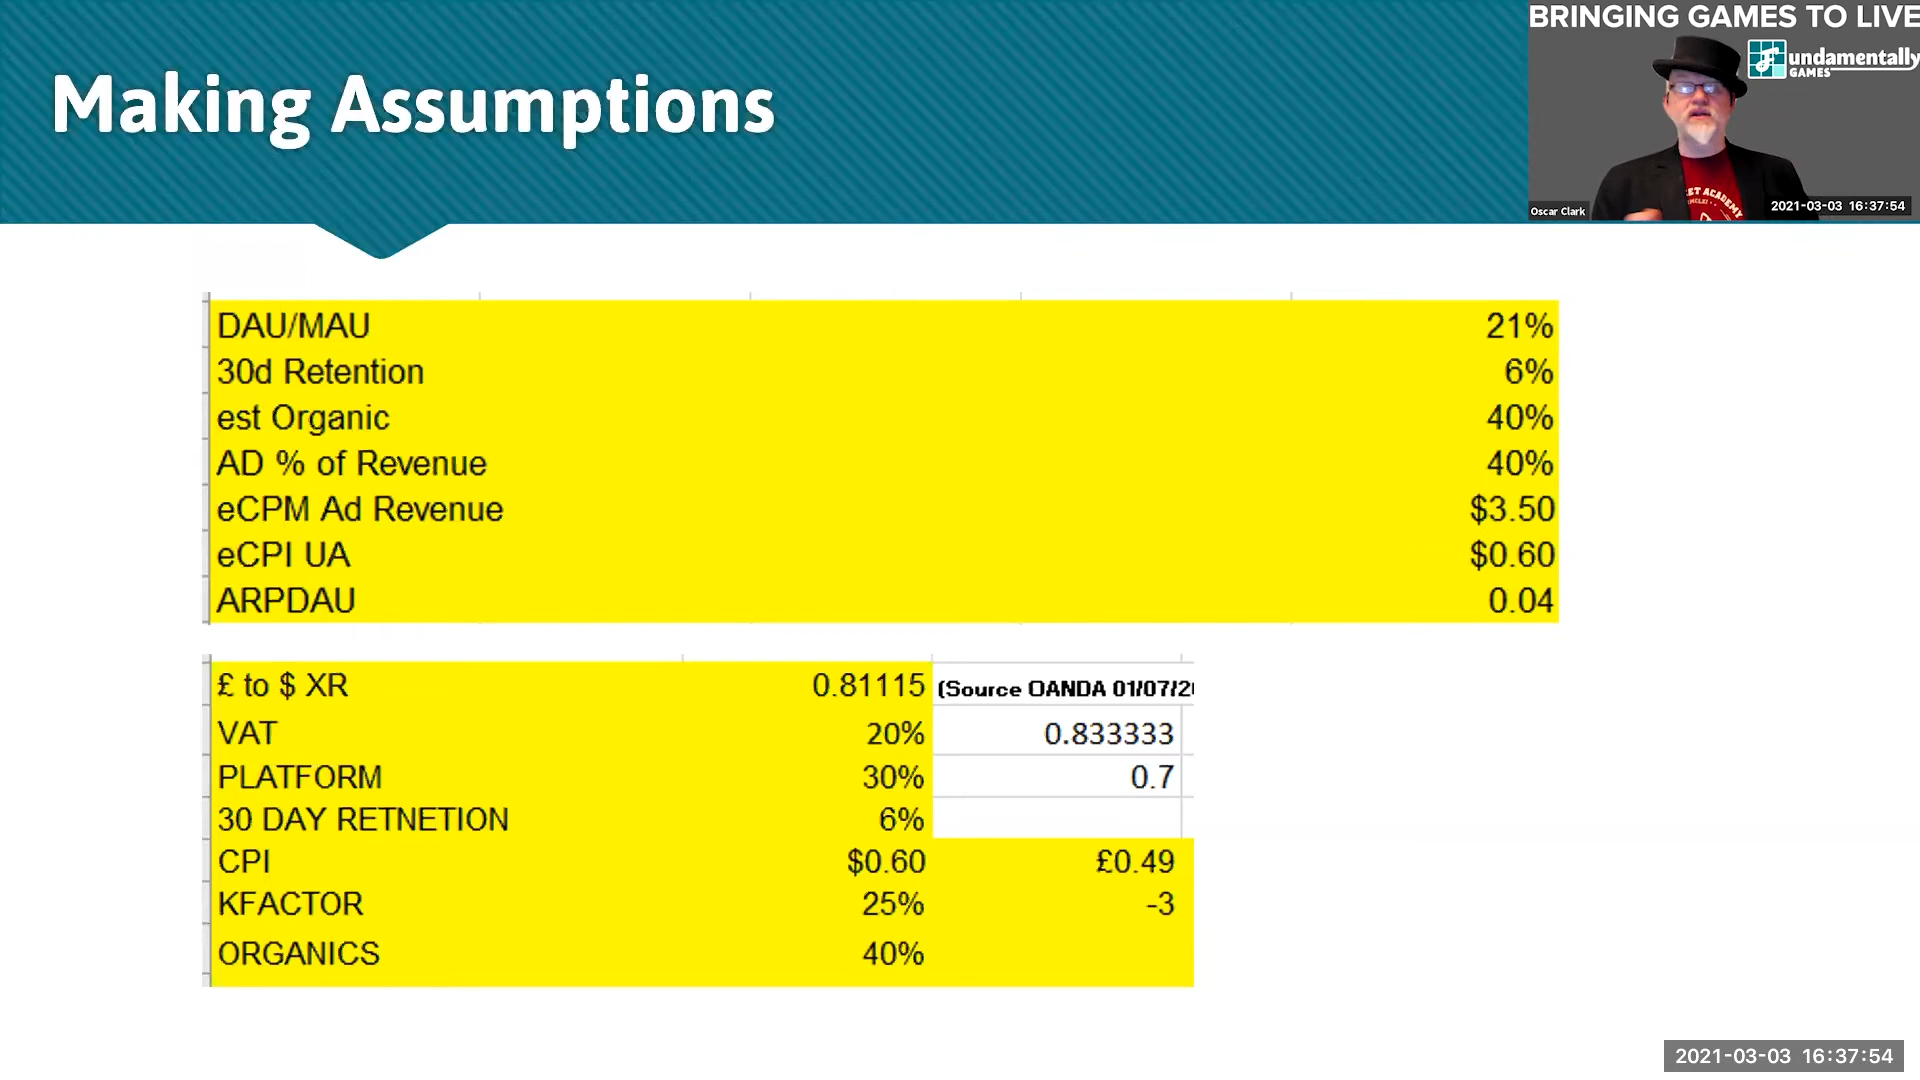 BRINGING GAMES TO LIVE
undamentally
GAMES
Making Assumptions
ET ACADEMY
Oscar Clark
2021-03-03 16:37:54
DAU/MAU 21%
30d Retention 6%
est Organic 40%
AD % of Revenue 40%
eCPM Ad Revenue $3.50
eCPI UA $0.60
ARPDAU 0.04
£ to $ XR 0.81115 (Source OANDA 01/07/2
VAT 20% 0.833333
PLATFORM 30% 0.7
30 DAY RETNETION 6%
CPI $0.60 £0.49
KFACTOR 25% -3
ORGANICS 40%
2021-03-03 16:37:54